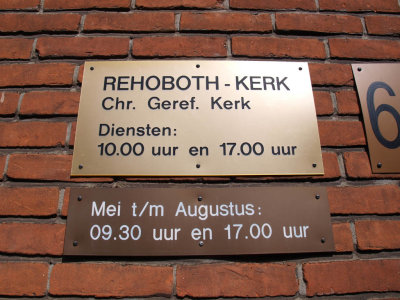 REHOBOTH - KERK
Chr. Geref. Kerk
Diensten:
10.00 uur en 17.00 uur
6
Mei t/m Augustus:
09.30 uur en 17.00 uur